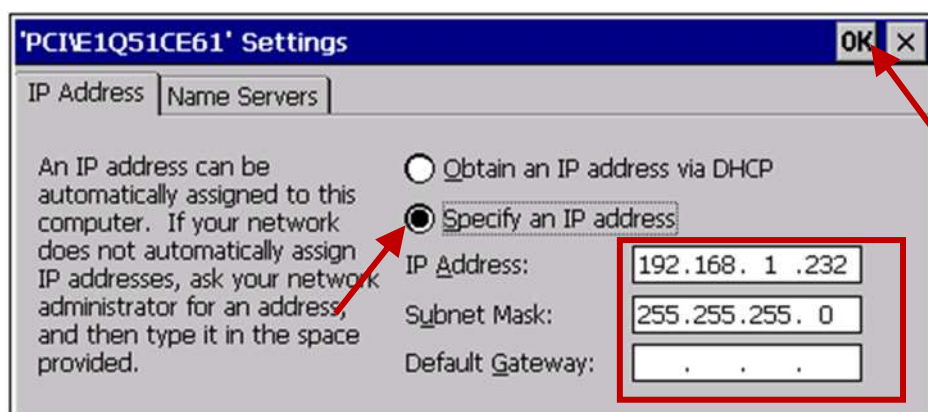 'PCI\E1Q51CE61' Settings
OK ×
IP Address Name Servers
An IP address can be
automatically assigned to this
computer. If your network
does not automatically assign
IP addresses, ask your network
administrator for an address,
and then type it in the space
provided.
Obtain an IP address via DHCP
Specify an IP address
IP Address: 192.168. 1 .232
Subnet Mask: 255.255.255. 0
Default Gateway: . . .